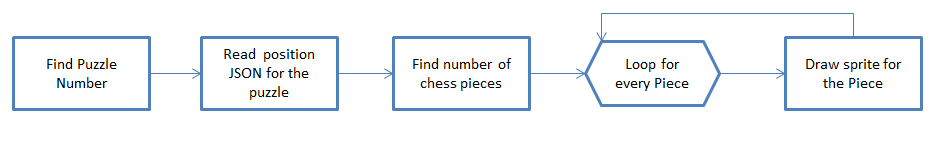 Find Puzzle
Number
Read position
JSON for the
puzzle
Find number of
chess pieces
Loop for
every Piece
Draw sprite for
the Piece